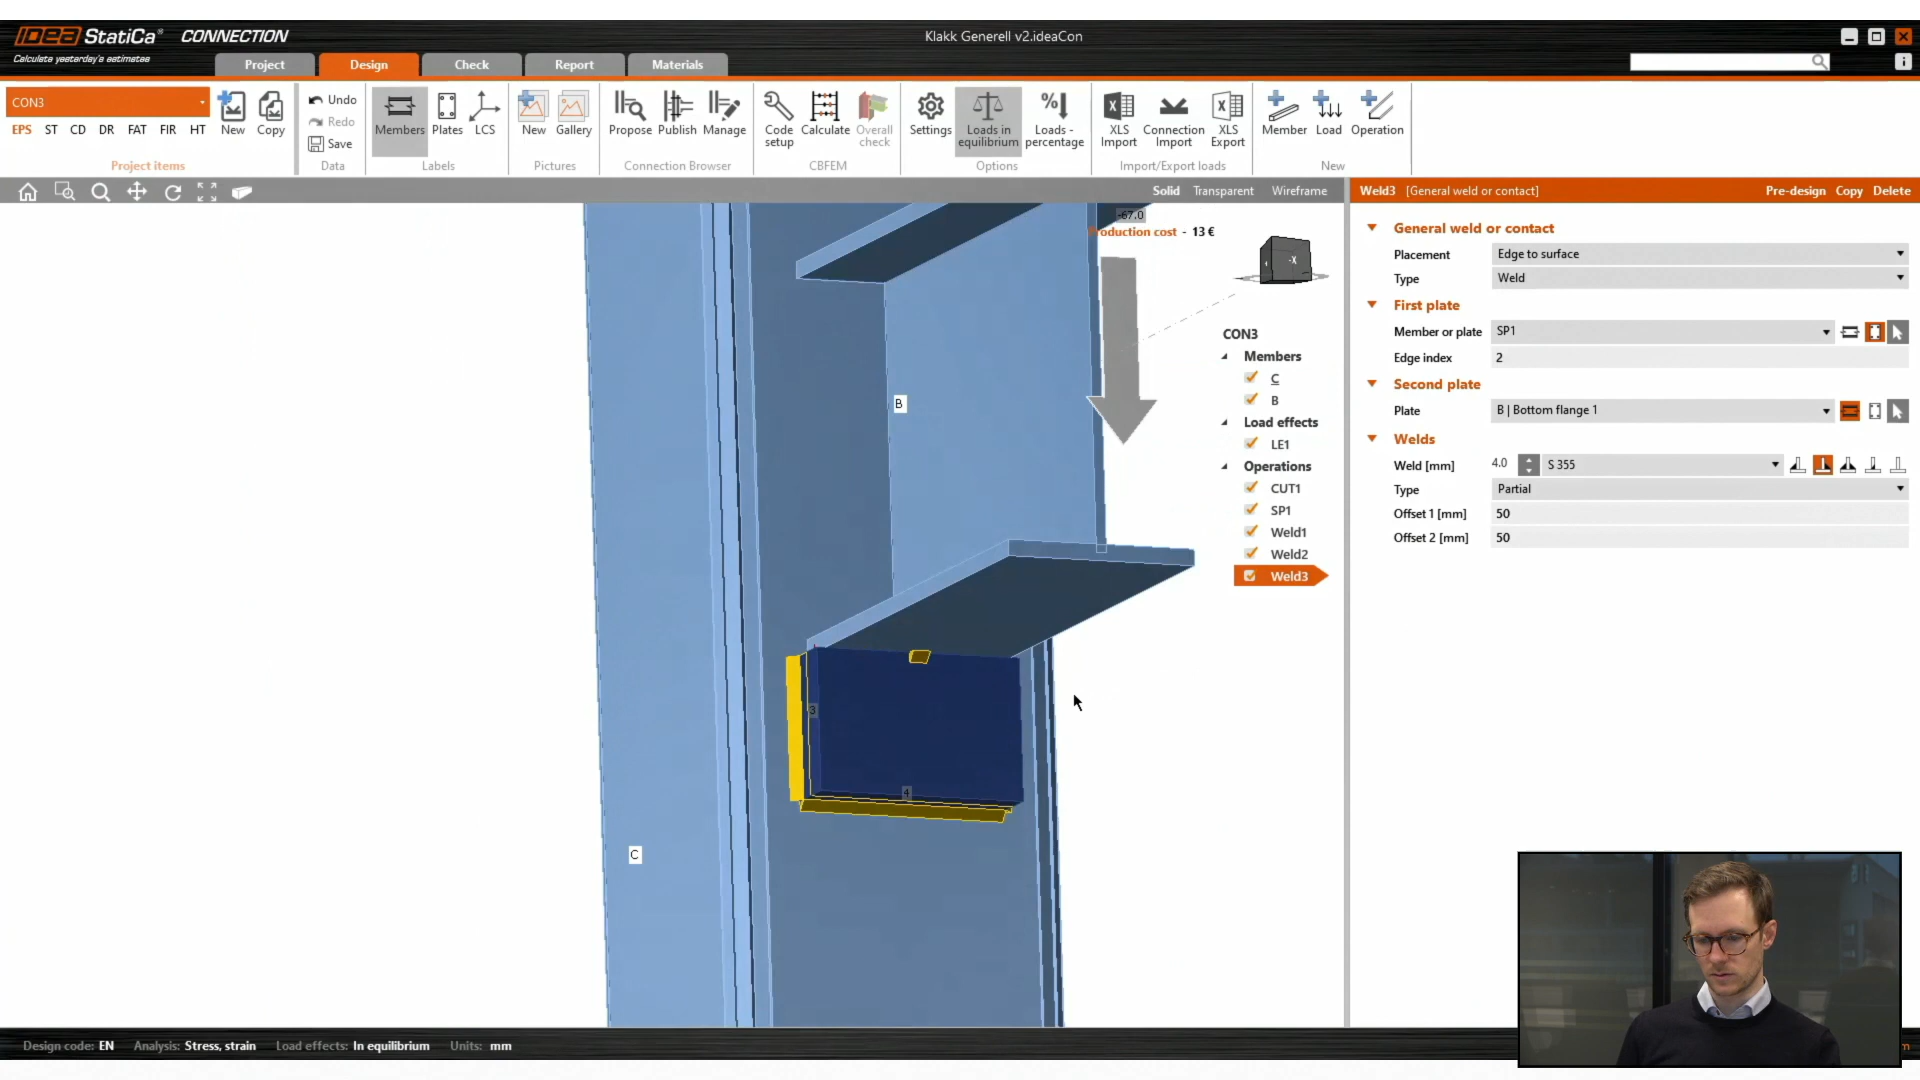 IDEA StatiCa® CONNECTION
Calculate yesterday's estimates
Klakk Generell v2.ideaCon
Project Design Check Report Materials
CON3
EPS ST CD DR FAT FIR HT
New Copy
Project items
Undo
Redo
Save
Data
Members Plates LCS
Labels
New Gallery
Pictures
Propose Publish Manage
Connection Browser
Code setup Calculate Overall check
CBFEM
Settings Loads in equilibrium Loads - percentage
Options
XLS Import Connection Import XLS Export
Import/Export loads
Member Load Operation
New
Solid Transparent Wireframe
Weld3 [General weld or contact] Pre-design Copy Delete
-67.0
roduction cost - 13 €
-X
B
C
3
4
CON3
Members
C
B
Load effects
LE1
Operations
CUT1
SP1
Weld1
Weld2
Weld3
General weld or contact
Placement Edge to surface
Type Weld
First plate
Member or plate SP1
Edge index 2
Second plate
Plate B | Bottom flange 1
Welds
Weld [mm] 4.0 S 355
Type Partial
Offset 1 [mm] 50
Offset 2 [mm] 50
Design code: EN Analysis: Stress, strain Load effects: In equilibrium Units: mm